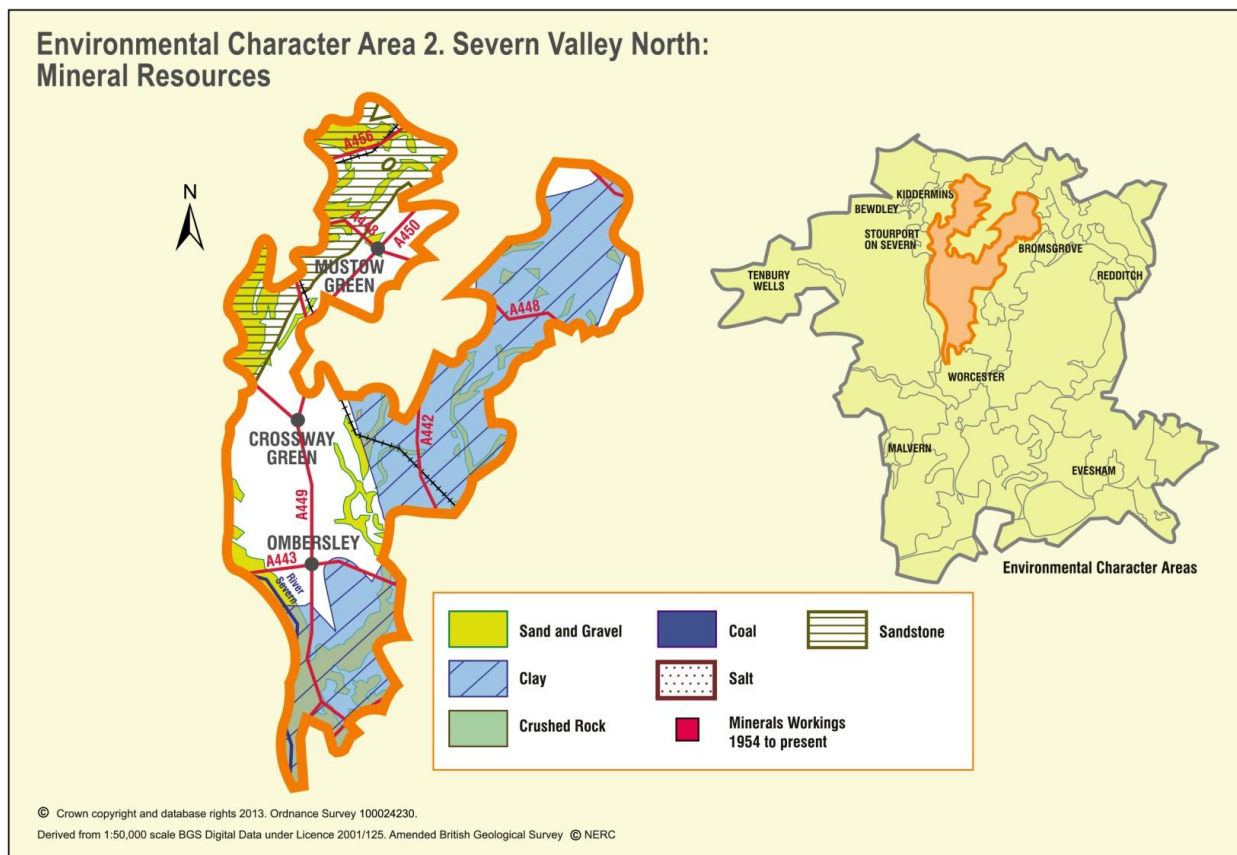 Environmental Character Area 2. Severn Valley North:
Mineral Resources
N
A456
A448
A450
MUSTOW
GREEN
A448
CROSSWAY
GREEN
A442
A449
OMBERSLEY
A443
River
Severn
KIDDERMINS
BEWDLEY
STOURPORT
ON SEVERN
BROMSGROVE
TENBURY
WELLS
REDDITCH
WORCESTER
MALVERN
EVESHAM
Environmental Character Areas
Sand and Gravel
Coal
Sandstone
Clay
Salt
Crushed Rock
Minerals Workings
1954 to present
© Crown copyright and database rights 2013. Ordnance Survey 100024230.
Derived from 1:50,000 scale BGS Digital Data under Licence 2001/125. Amended British Geological Survey © NERC